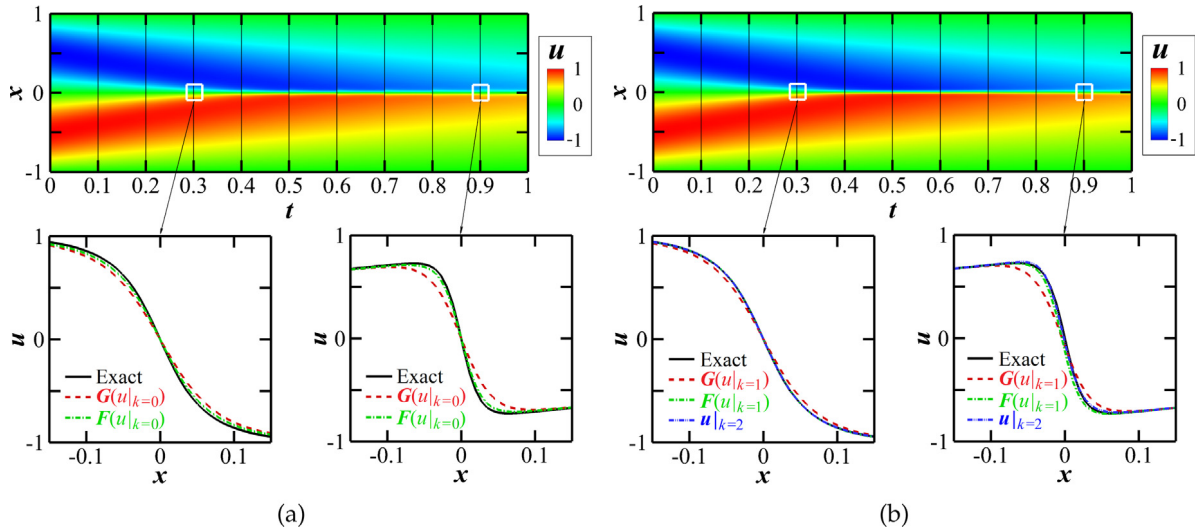 1
x 0
-1
0 0.1 0.2 0.3 0.4 0.5 0.6 0.7 0.8 0.9 1
t
u
1
0
-1
1
u 0
-1
-0.1 0 0.1
x
Exact
G(u|k=0)
F(u|k=0)
1
u 0
-1
-0.1 0 0.1
x
Exact
G(u|k=0)
F(u|k=0)
(a)
1
x 0
-1
0 0.1 0.2 0.3 0.4 0.5 0.6 0.7 0.8 0.9 1
t
u
1
0
-1
1
u 0
-1
-0.1 0 0.1
x
Exact
G(u|k=1)
F(u|k=1)
u|k=2
1
u 0
-1
-0.1 0 0.1
x
Exact
G(u|k=1)
F(u|k=1)
u|k=2
(b)